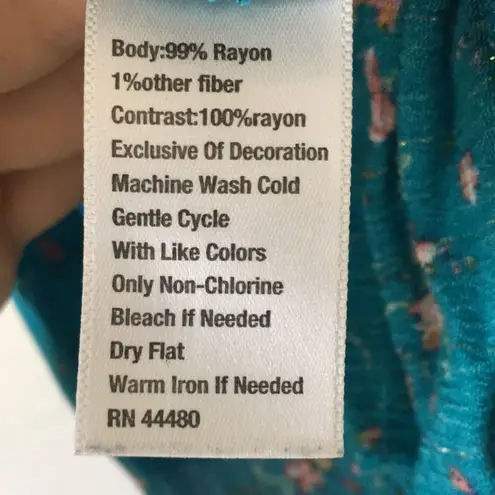 Body:99% Rayon
1%other fiber
Contrast:100%rayon
Exclusive Of Decoration
Machine Wash Cold
Gentle Cycle
With Like Colors
Only Non-Chlorine
Bleach If Needed
Dry Flat
Warm Iron If Needed
RN 44480